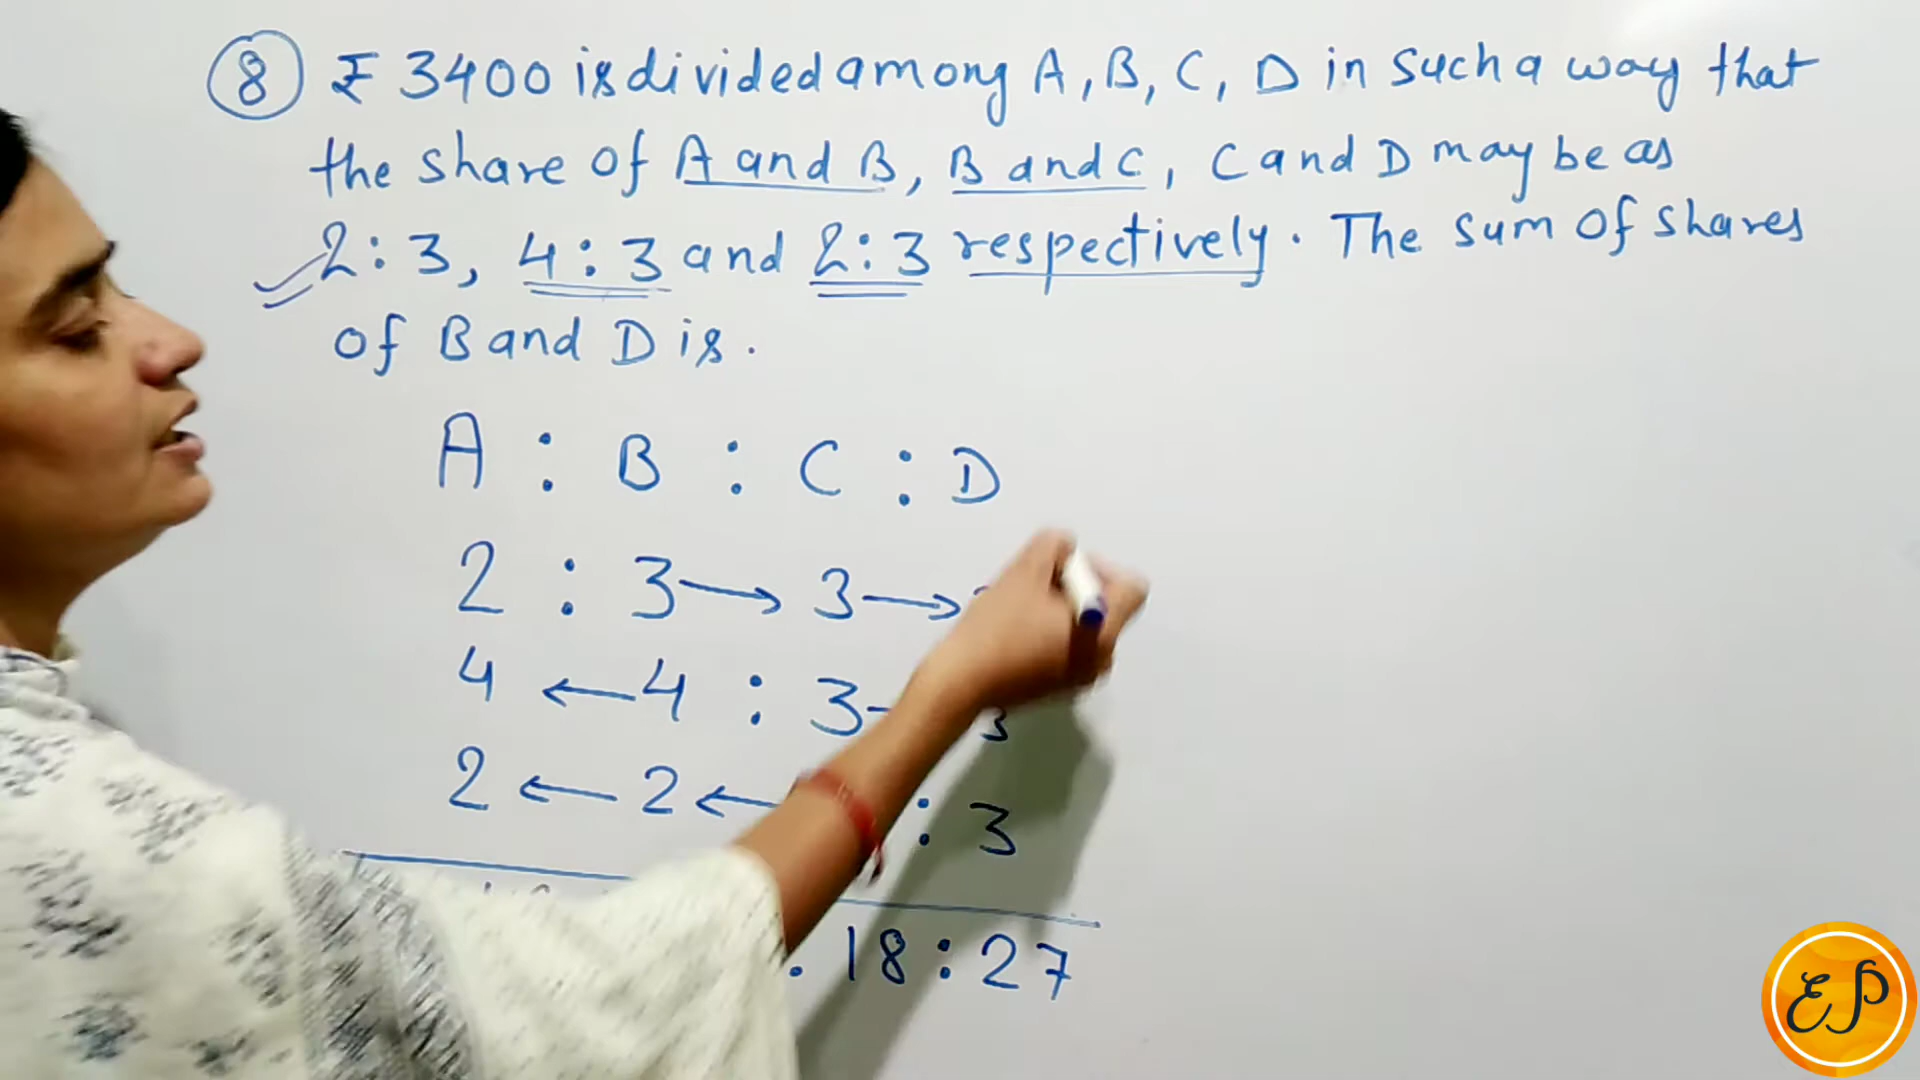 8 ₹ 3400 is divided among A, B, C, D in such a way that
the share of A and B, B and C, C and D may be as
2:3, 4:3 and 2:3 respectively. The sum of shares
of B and D is.
A : B : C : D
2 : 3 → 3 →
4 ← 4 : 3 3
2 ← 2 ← : 3
18 : 27
EP